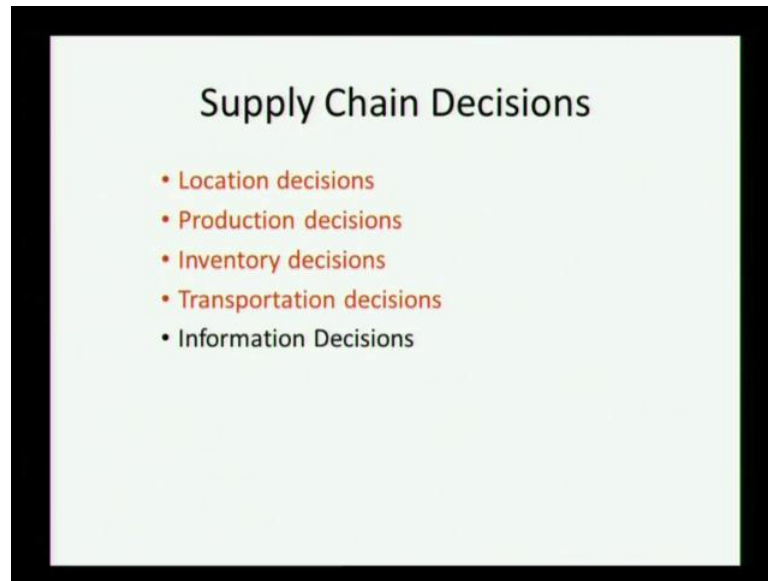 Supply Chain Decisions
• Location decisions
• Production decisions
• Inventory decisions
• Transportation decisions
• Information Decisions